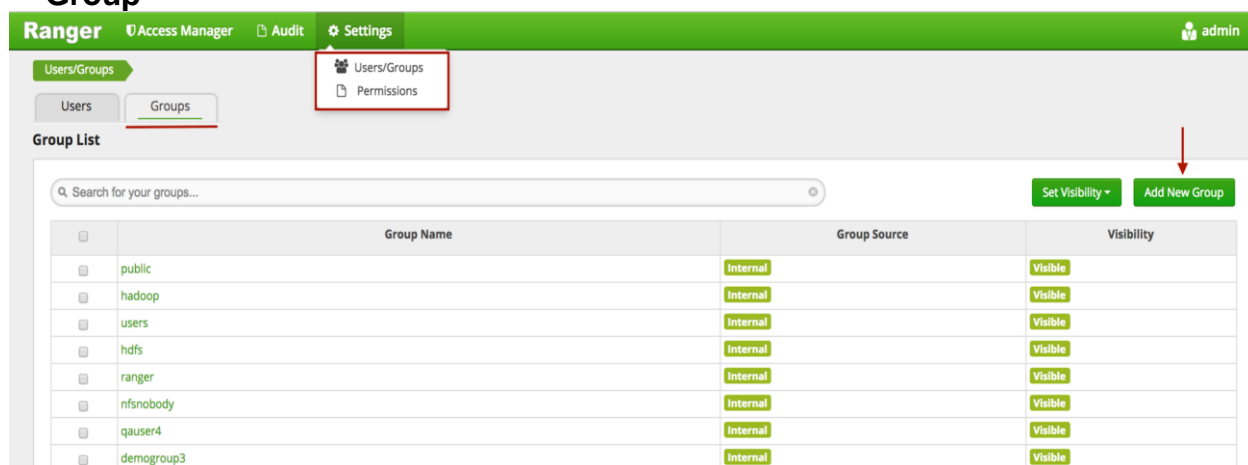 Group
Ranger Access Manager Audit Settings admin
Users/Groups
Users/Groups
Permissions
Users Groups
Group List
Search for your groups...
Set Visibility Add New Group
Group Name Group Source Visibility
public Internal Visible
hadoop Internal Visible
users Internal Visible
hdfs Internal Visible
ranger Internal Visible
nfsnobody Internal Visible
qauser4 Internal Visible
demogroup3 Internal Visible